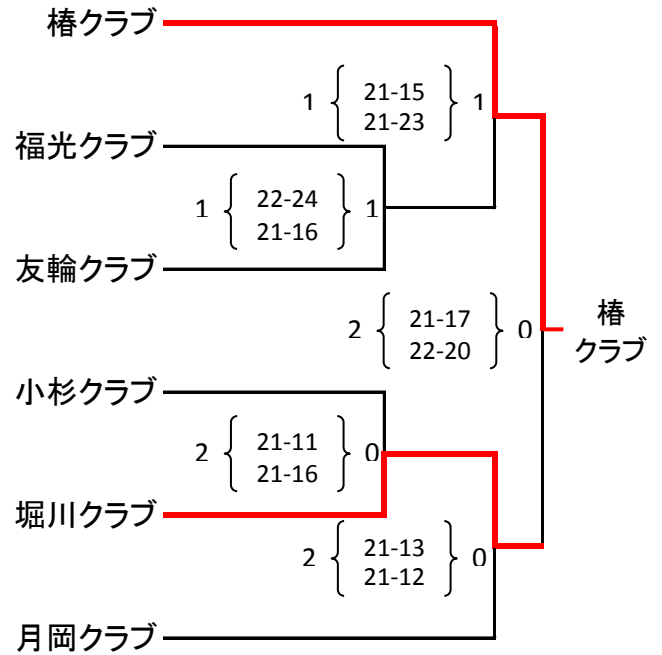 椿クラブ
1 { 21-15 } 1
21-23
福光クラブ
1 { 22-24 } 1
21-16
友輪クラブ
2 { 21-17 } 0
22-20
椿
クラブ
小杉クラブ
2 { 21-11 } 0
21-16
堀川クラブ
2 { 21-13 } 0
21-12
月岡クラブ